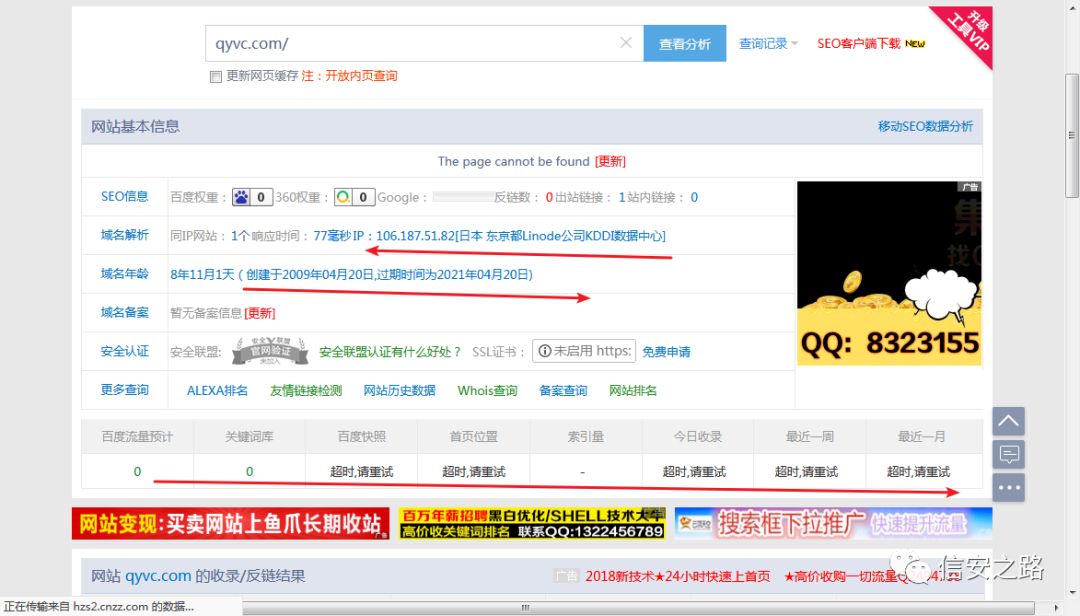 升级
工具VIP
qyvc.com/
查看分析
查询记录
SEO客户端下载 NEW
更新网页缓存 注：开放内页查询
网站基本信息
移动SEO数据分析
The page cannot be found [更新]
SEO信息 百度权重： 0 360权重： 0 Google： 反链数： 0 出站链接： 1 站内链接： 0
域名解析 同IP网站： 1个 响应时间： 77毫秒 IP：106.187.51.82[日本 东京都Linode公司KDDI数据中心]
域名年龄 8年11月1天（创建于2009年04月20日,过期时间为2021年04月20日）
域名备案 暂无备案信息 [更新]
安全认证 安全联盟: 安全联盟 官网验证 未加入 安全联盟认证有什么好处？ SSL证书： 未启用 https: 免费申请
更多查询 ALEXA排名 友情链接检测 网站历史数据 Whois查询 备案查询 网站排名
广告
集
找
QQ: 8323155
百度流量预计 关键词库 百度快照 首页位置 索引量 今日收录 最近一周 最近一月
0 0 超时,请重试 超时,请重试 - 超时,请重试 超时,请重试 超时,请重试
网站变现:买卖网站上鱼爪长期收站
广告
百万年薪招聘黑白优化/SHELL技术大牛
高价收关键词排名 联系QQ:1322456789
搜索框下拉推广 快速提升流量
网站 qyvc.com 的收录/反链结果
广告 2018新技术★24小时快速上首页 ★高价收购一切流量
信安之路
正在传输来自 hzs2.cnzz.com 的数据...